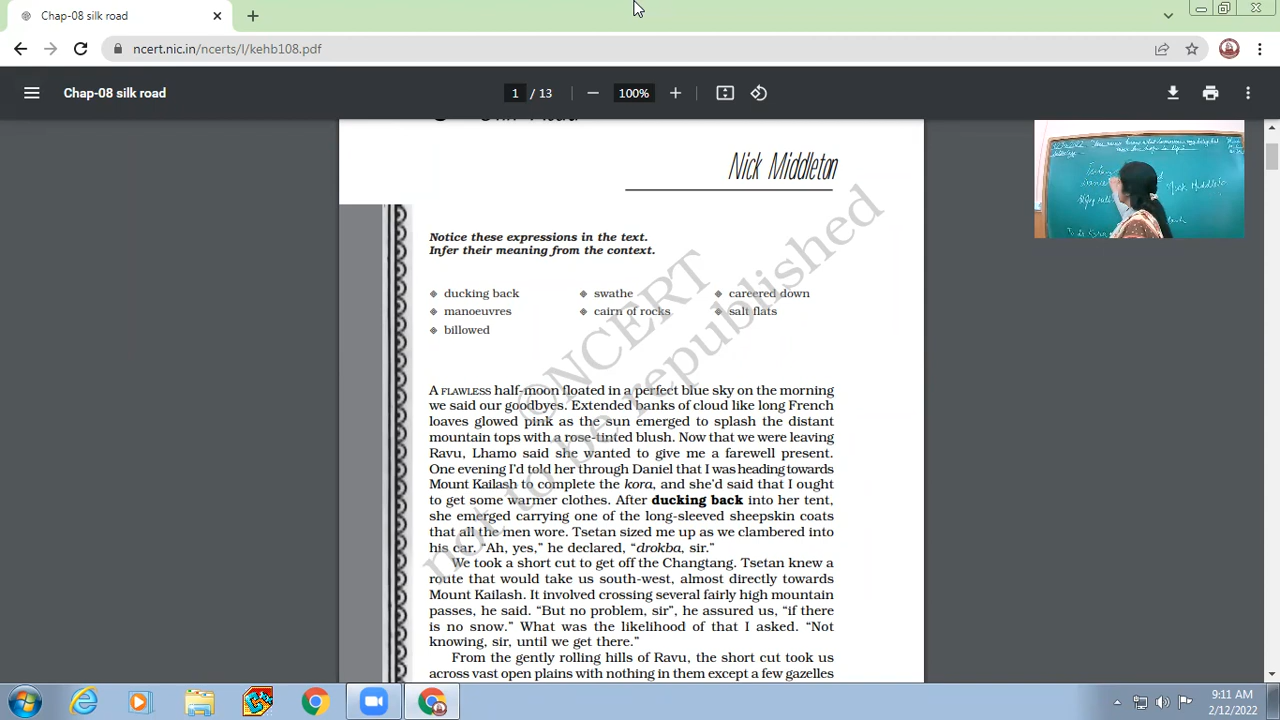 Chap-08 silk road
ncert.nic.in/ncerts/l/kehb108.pdf
Chap-08 silk road
1 / 13
100%
Nick Middleton
Notice these expressions in the text.
Infer their meaning from the context.
ducking back
swathe
careered down
manoeuvres
cairn of rocks
salt flats
billowed
A FLAWLESS half-moon floated in a perfect blue sky on the morning
we said our goodbyes. Extended banks of cloud like long French
loaves glowed pink as the sun emerged to splash the distant
mountain tops with a rose-tinted blush. Now that we were leaving
Ravu, Lhamo said she wanted to give me a farewell present.
One evening I'd told her through Daniel that I was heading towards
Mount Kailash to complete the kora, and she'd said that I ought
to get some warmer clothes. After ducking back into her tent,
she emerged carrying one of the long-sleeved sheepskin coats
that all the men wore. Tsetan sized me up as we clambered into
his car. “Ah, yes,” he declared, “drokba, sir.”
We took a short cut to get off the Changtang. Tsetan knew a
route that would take us south-west, almost directly towards
Mount Kailash. It involved crossing several fairly high mountain
passes, he said. “But no problem, sir”, he assured us, “if there
is no snow.” What was the likelihood of that I asked. “Not
knowing, sir, until we get there.”
From the gently rolling hills of Ravu, the short cut took us
across vast open plains with nothing in them except a few gazelles
©NCERT
not to be republished
Nick Middleton
9:11 AM
2/12/2022